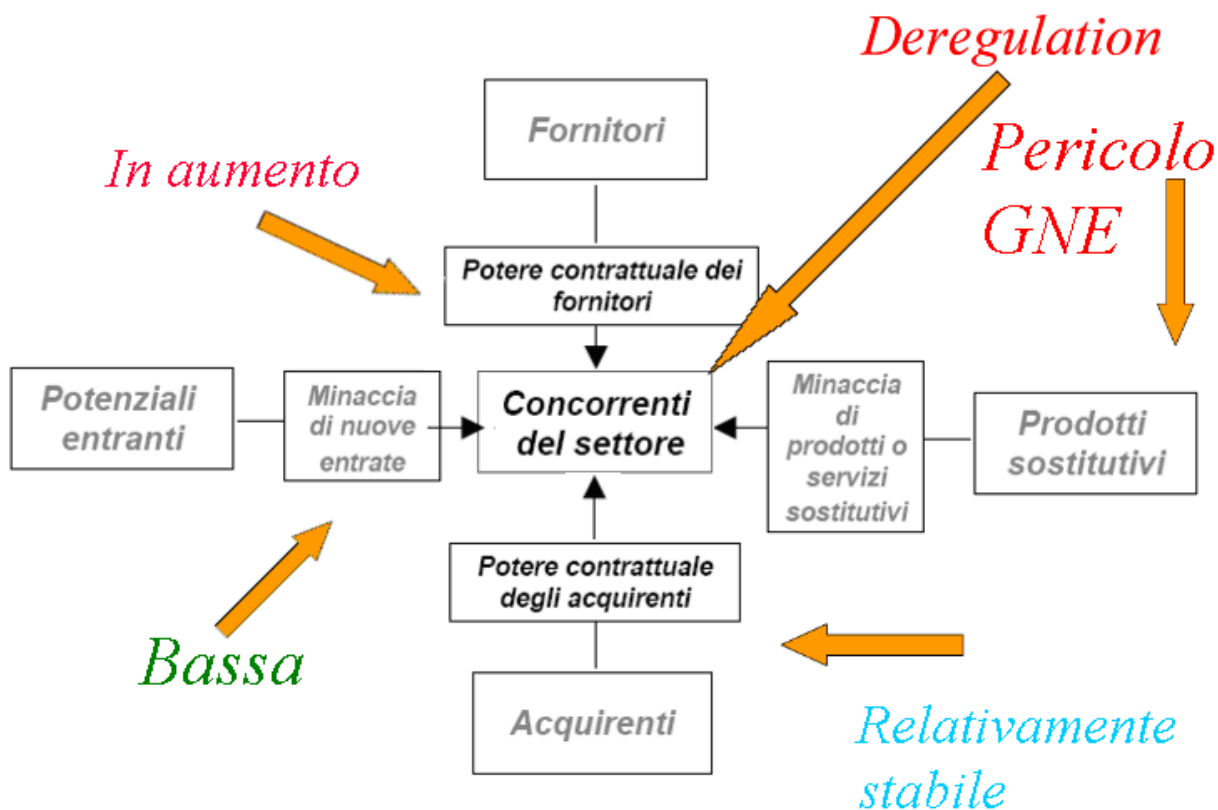 Deregulation
Fornitori
Pericolo
GNE
In aumento
Potere contrattuale dei
fornitori
Potenziali
entranti
Minaccia
di nuove
entrate
Concorrenti
del settore
Minaccia
di
prodotti o
servizi
sostitutivi
Prodotti
sostitutivi
Potere contrattuale
degli acquirenti
Bassa
Acquirenti
Relativamente
stabile